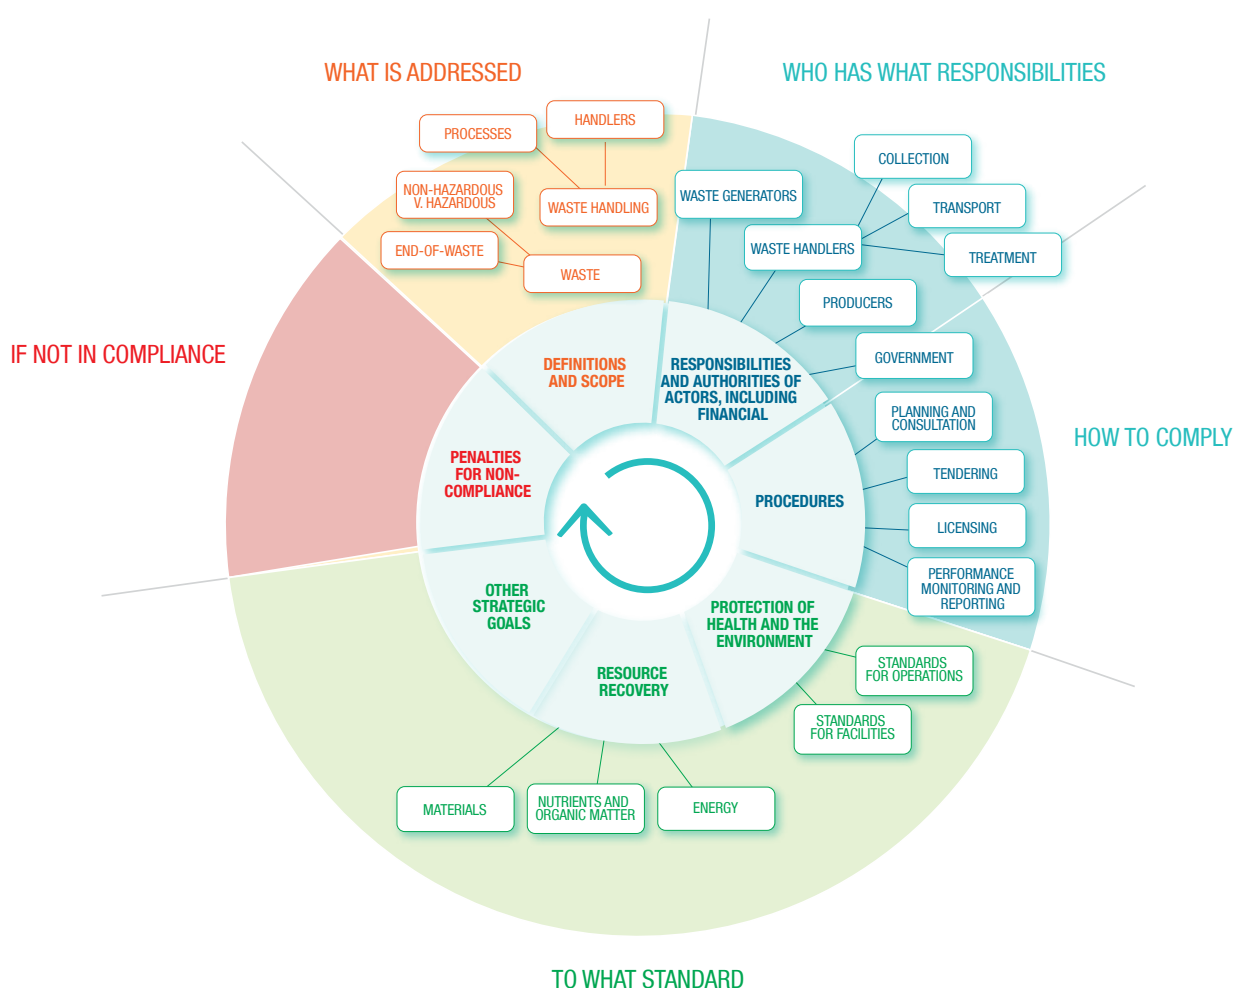 WHAT IS ADDRESSED
WHO HAS WHAT RESPONSIBILITIES
HANDLERS
PROCESSES
NON-HAZARDOUS
V. HAZARDOUS
WASTE HANDLING
END-OF-WASTE
WASTE
COLLECTION
WASTE GENERATORS
TRANSPORT
WASTE HANDLERS
TREATMENT
PRODUCERS
GOVERNMENT
IF NOT IN COMPLIANCE
DEFINITIONS
AND SCOPE
RESPONSIBILITIES
AND AUTHORITIES OF
ACTORS, INCLUDING
FINANCIAL
PLANNING AND
CONSULTATION
HOW TO COMPLY
TENDERING
PENALTIES
FOR NON-
COMPLIANCE
PROCEDURES
LICENSING
PERFORMANCE
MONITORING AND
REPORTING
OTHER
STRATEGIC
GOALS
PROTECTION OF
HEALTH AND THE
ENVIRONMENT
RESOURCE
RECOVERY
STANDARDS
FOR OPERATIONS
STANDARDS
FOR FACILITIES
MATERIALS
NUTRIENTS AND
ORGANIC MATTER
ENERGY
TO WHAT STANDARD